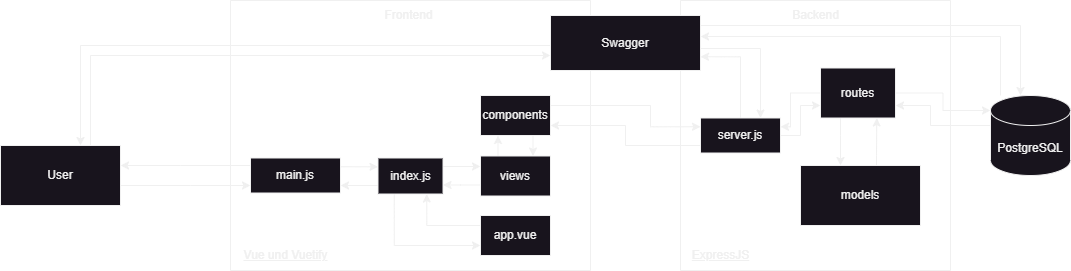 Frontend
Backend
Swagger
routes
components
server.js
PostgreSQL
User
main.js
index.js
views
models
app.vue
Vue und Vuetify
ExpressJS